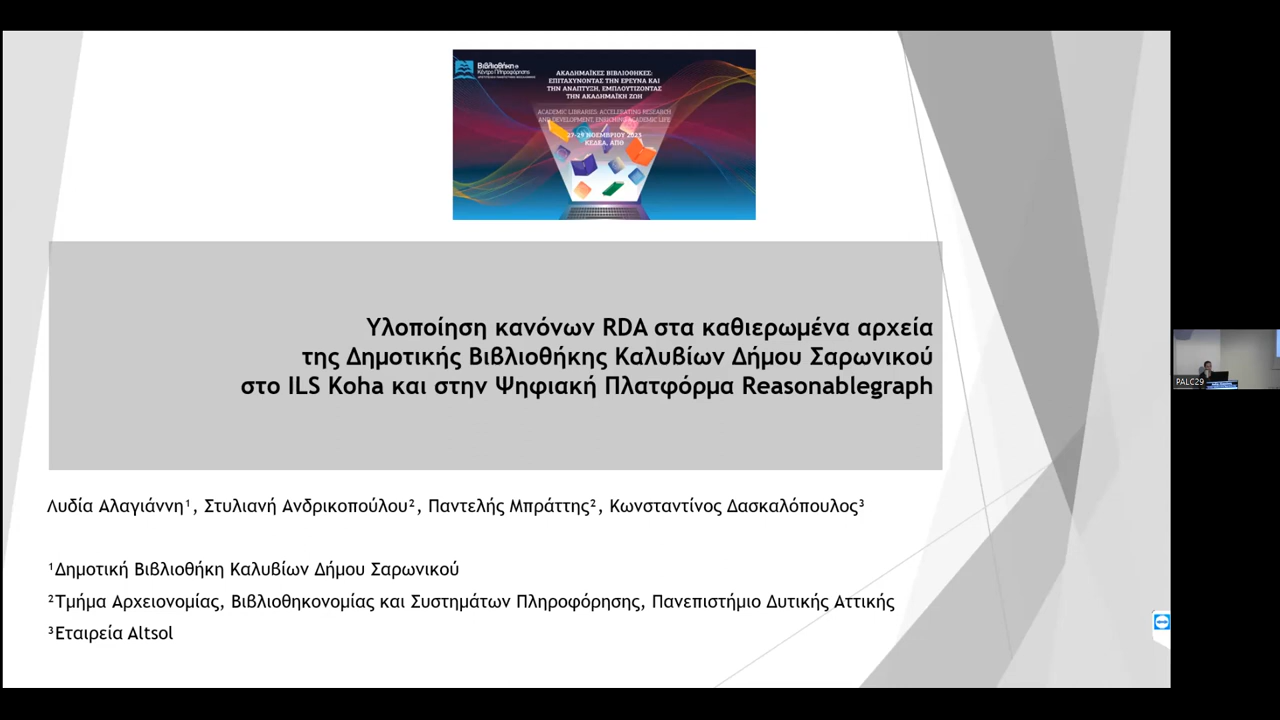 Βιβλιοθήκη &
Κέντρο Πληροφόρησης
ΑΚΑΔΗΜΑΪΚΕΣ ΒΙΒΛΙΟΘΗΚΕΣ:
ΕΠΙΤΑΧΥΝΟΝΤΑΣ ΤΗΝ ΕΡΕΥΝΑ ΚΑΙ
ΤΗΝ ΑΝΑΠΤΥΞΗ, ΕΜΠΛΟΥΤΙΖΟΝΤΑΣ
ΤΗΝ ΑΚΑΔΗΜΑΪΚΗ ΖΩΗ
ACADEMIC LIBRARIES: ACCELERATING RESEARCH
AND DEVELOPMENT, ENRICHING ACADEMIC LIFE
27-29 ΝΟΕΜΒΡΙΟΥ 2023
ΚΕΔΕΑ, ΑΠΘ
Υλοποίηση κανόνων RDA στα καθιερωμένα αρχεία
της Δημοτικής Βιβλιοθήκης Καλυβίων Δήμου Σαρωνικού
στο ILS Koha και στην Ψηφιακή Πλατφόρμα Reasonablegraph
Λυδία Αλαγιάννη¹, Στυλιανή Ανδρικοπούλου², Παντελής Μπράττης², Κωνσταντίνος Δασκαλόπουλος³
¹Δημοτική Βιβλιοθήκη Καλυβίων Δήμου Σαρωνικού
²Τμήμα Αρχειονομίας, Βιβλιοθηκονομίας και Συστημάτων Πληροφόρησης, Πανεπιστήμιο Δυτικής Αττικής
³Εταιρεία Altsol
PALC29